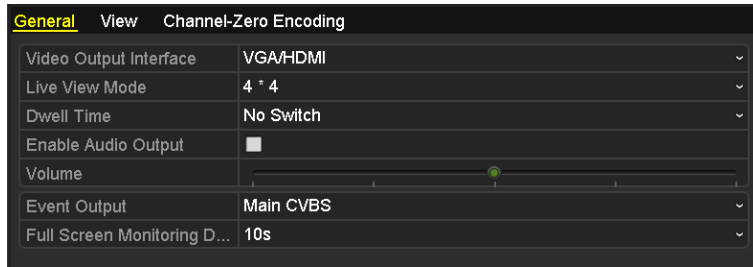 General View Channel-Zero Encoding
Video Output Interface VGA/HDMI
Live View Mode 4 * 4
Dwell Time No Switch
Enable Audio Output
Volume
Event Output Main CVBS
Full Screen Monitoring D... 10s